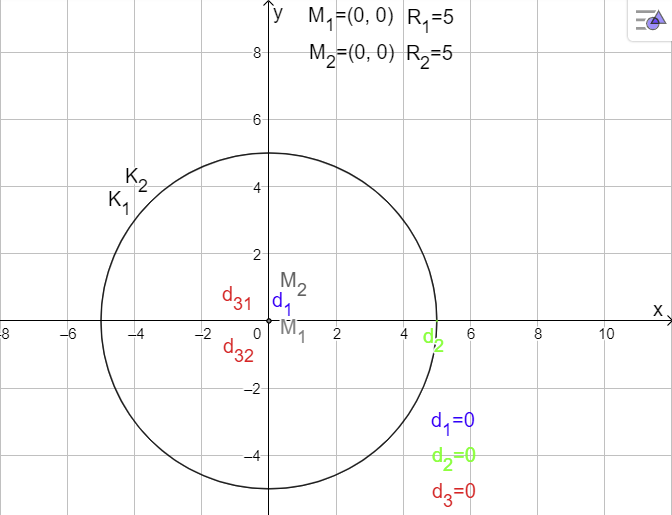 y
M₁=(0, 0) R₁=5
M₂=(0, 0) R₂=5
8
6
K₂
4
K₁
2
M₂
d₃₁
d₁
x
-8 −6 −4 −2 0 2 4 6 8 10
M₁
d₂
d₃₂
−2
d₁=0
−4
d₂=0
d₃=0